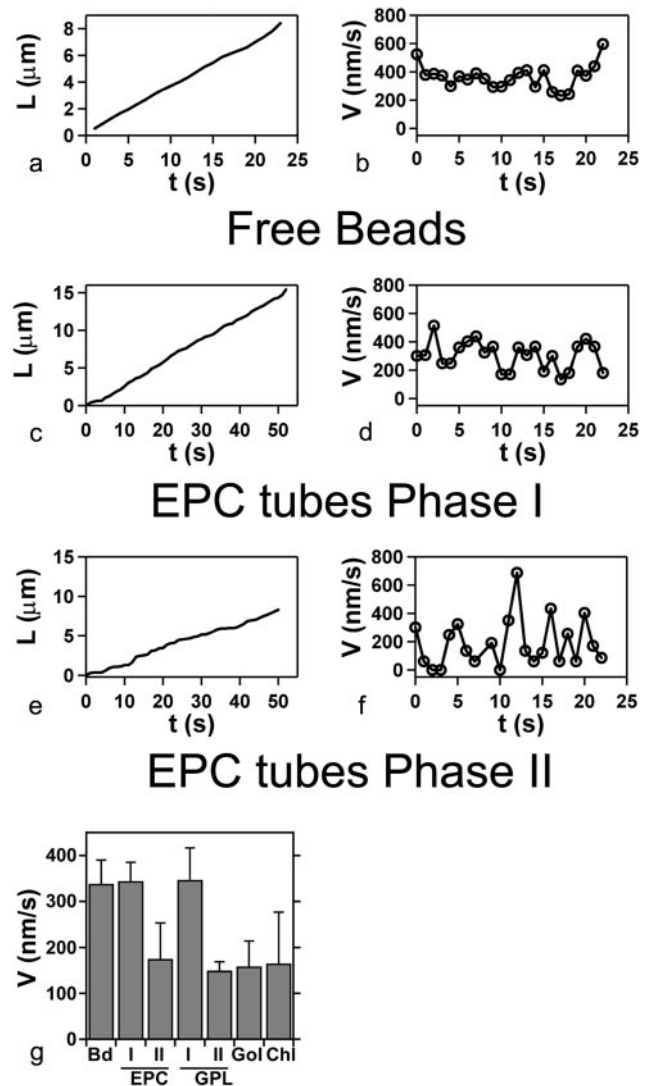 8
6
4
2
0
L (μm)
0 5 10 15 20 25
t (s)
a
800
600
400
200
0
V (nm/s)
0 5 10 15 20 25
t (s)
b
Free Beads
15
10
5
0
L (μm)
0 10 20 30 40 50
t (s)
c
800
600
400
200
0
V (nm/s)
0 5 10 15 20 25
t (s)
d
EPC tubes Phase I
15
10
5
0
L (μm)
0 10 20 30 40 50
t (s)
e
800
600
400
200
0
V (nm/s)
0 5 10 15 20 25
t (s)
f
EPC tubes Phase II
400
300
200
100
0
V (nm/s)
Bd I II I II Gol Chi
EPC GPL
g